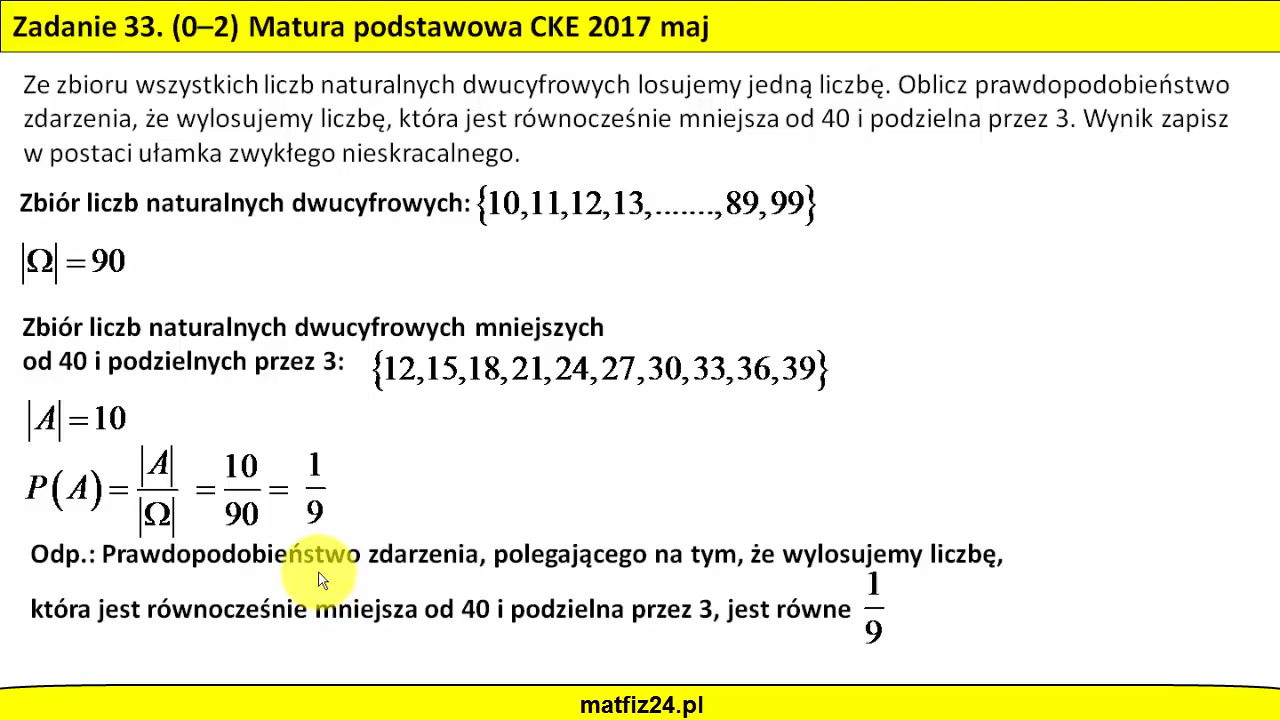 Zadanie 33. (0–2) Matura podstawowa CKE 2017 maj
Ze zbioru wszystkich liczb naturalnych dwucyfrowych losujemy jedną liczbę. Oblicz prawdopodobieństwo
zdarzenia, że wylosujemy liczbę, która jest równocześnie mniejsza od 40 i podzielna przez 3. Wynik zapisz
w postaci ułamka zwykłego nieskracalnego.
Zbiór liczb naturalnych dwucyfrowych: {10,11,12,13,.......,89,99}
|Ω| = 90
Zbiór liczb naturalnych dwucyfrowych mniejszych
od 40 i podzielnych przez 3: {12,15,18,21,24,27,30,33,36,39}
|A| = 10
P(A) = |A|/|Ω| = 10/90 = 1/9
Odp.: Prawdopodobieństwo zdarzenia, polegającego na tym, że wylosujemy liczbę,
która jest równocześnie mniejsza od 40 i podzielna przez 3, jest równe 1/9
matfiz24.pl